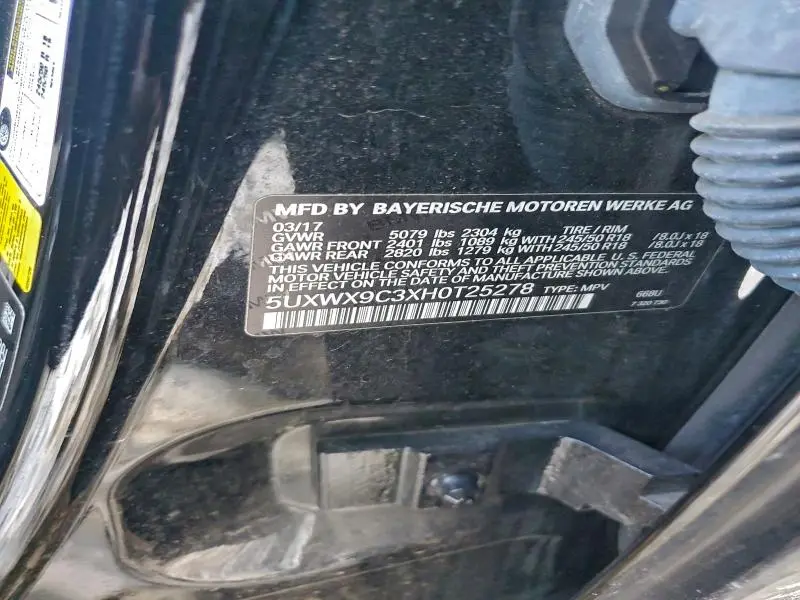 MFD BY BAYERISCHE MOTOREN WERKE AG
03/17
GVWR 5079 lbs 2304 kg TIRE / RIM
GAWR FRONT 2401 lbs 1089 kg WITH 245/50 R18 /8.0J x 18
GAWR REAR 2820 lbs 1279 kg WITH 245/50 R18 /8.0J x 18
THIS VEHICLE CONFORMS TO ALL APPLICABLE U. S. FEDERAL
MOTOR VEHICLE SAFETY AND THEFT PREVENTION STANDARDS
IN EFFECT ON THE DATE OF MANUFACTURE SHOWN ABOVE.
5UXWX9C3XH0T25278 TYPE: MPV 668U
7 320 730